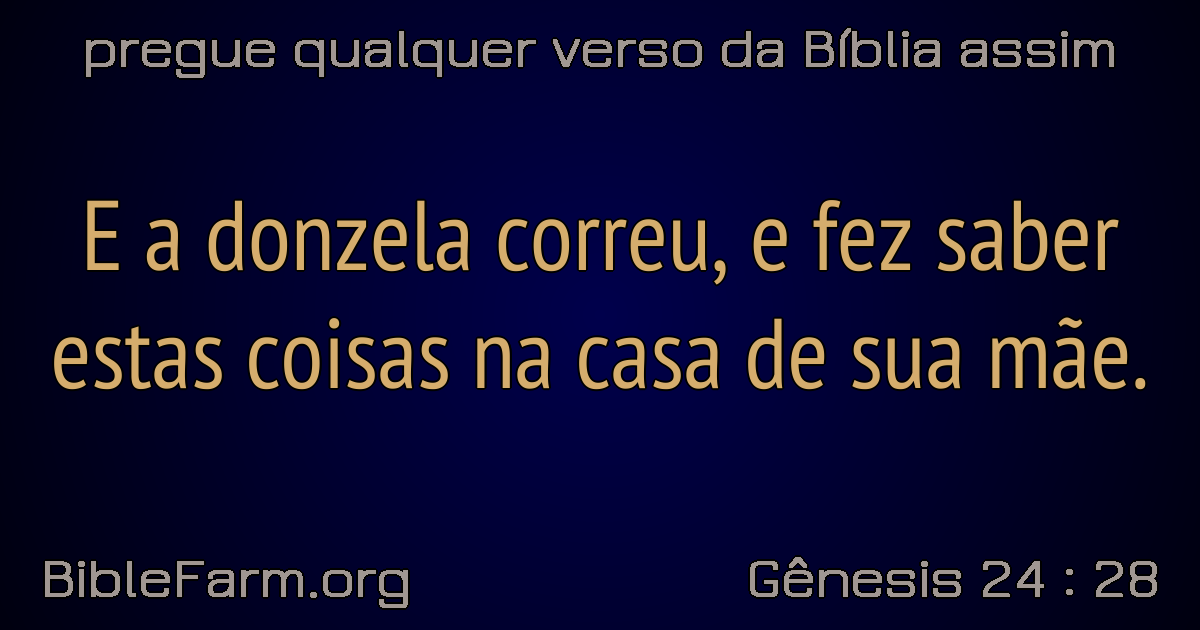 pregue qualquer verso da Bíblia assim
E a donzela correu, e fez saber
estas coisas na casa de sua mãe.
BibleFarm.org
Gênesis 24 : 28